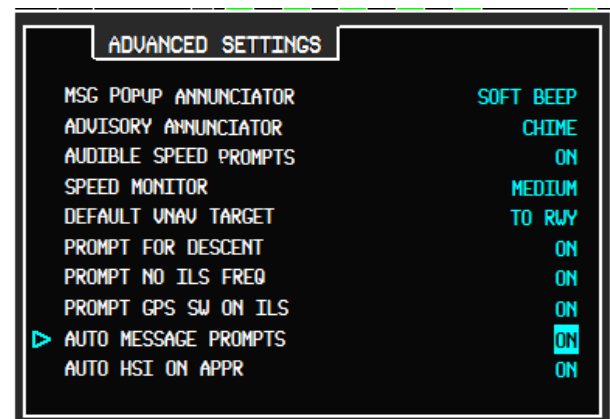 ADVANCED SETTINGS
MSG POPUP ANNUNCIATOR SOFT BEEP
ADVISORY ANNUNCIATOR CHIME
AUDIBLE SPEED PROMPTS ON
SPEED MONITOR MEDIUM
DEFAULT VNAV TARGET TO RWY
PROMPT FOR DESCENT ON
PROMPT NO ILS FREQ ON
PROMPT GPS SW ON ILS ON
AUTO MESSAGE PROMPTS ON
AUTO HSI ON APPR ON